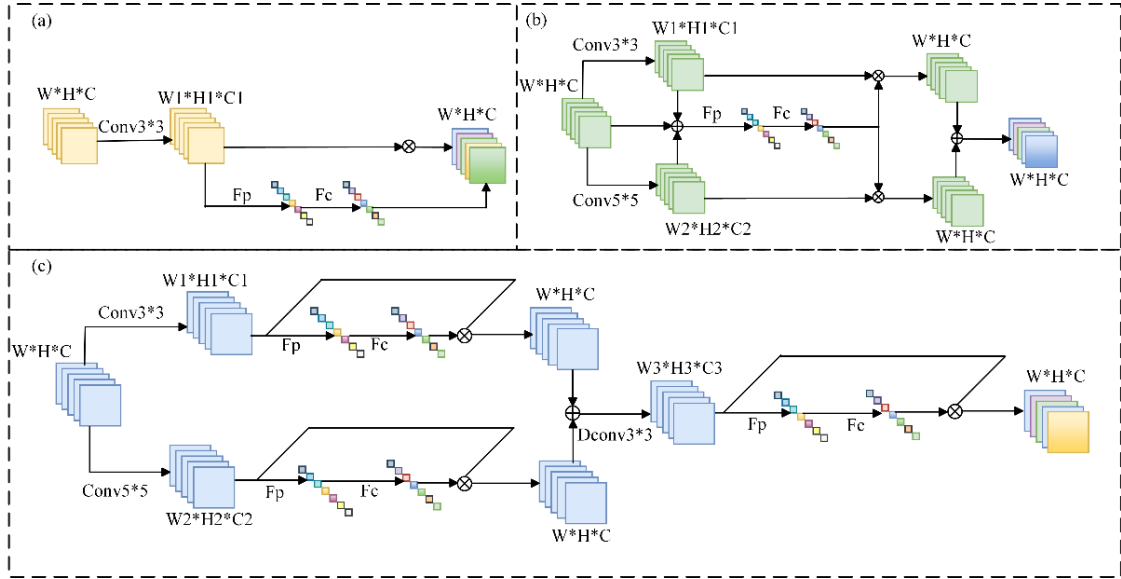 (a)
W*H*C
Conv3*3
W1*H1*C1
Fp
Fc
W*H*C
(b)
W*H*C
Conv3*3
W1*H1*C1
Conv5*5
W2*H2*C2
Fp
Fc
W*H*C
W*H*C
W*H*C
(c)
W*H*C
Conv3*3
W1*H1*C1
Fp
Fc
W*H*C
Conv5*5
W2*H2*C2
Fp
Fc
W*H*C
Dconv3*3
W3*H3*C3
Fp
Fc
W*H*C